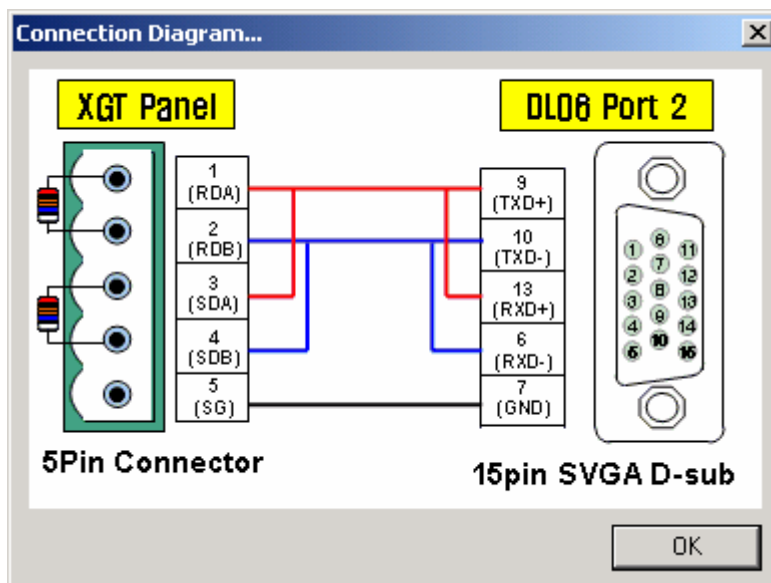 Connection Diagram...
XGT Panel
DL06 Port 2
1
(RDA)
2
(RDB)
3
(SDA)
4
(SDB)
5
(SG)
9
(TXD+)
10
(TXD-)
13
(RXD+)
6
(RXD-)
7
(GND)
1
6
11
2
7
12
3
8
13
4
9
14
5
10
15
5Pin Connector
15pin SVGA D-sub
OK